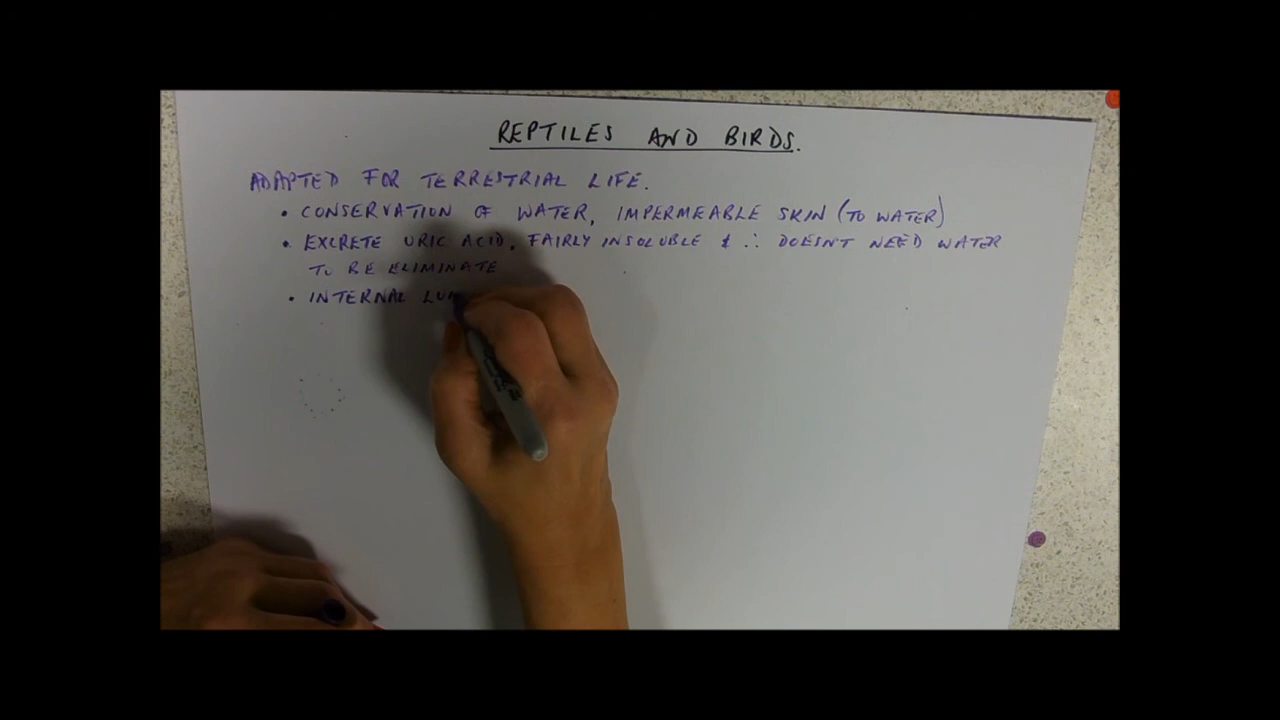 REPTILES AND BIRDS.
ADAPTED FOR TERRESTRIAL LIFE.
• CONSERVATION OF WATER, IMPERMEABLE SKIN (TO WATER)
• EXCRETE URIC ACID, FAIRLY INSOLUBLE & ∴ DOESN'T NEED WATER
TO BE ELIMINATE
• INTERNAL